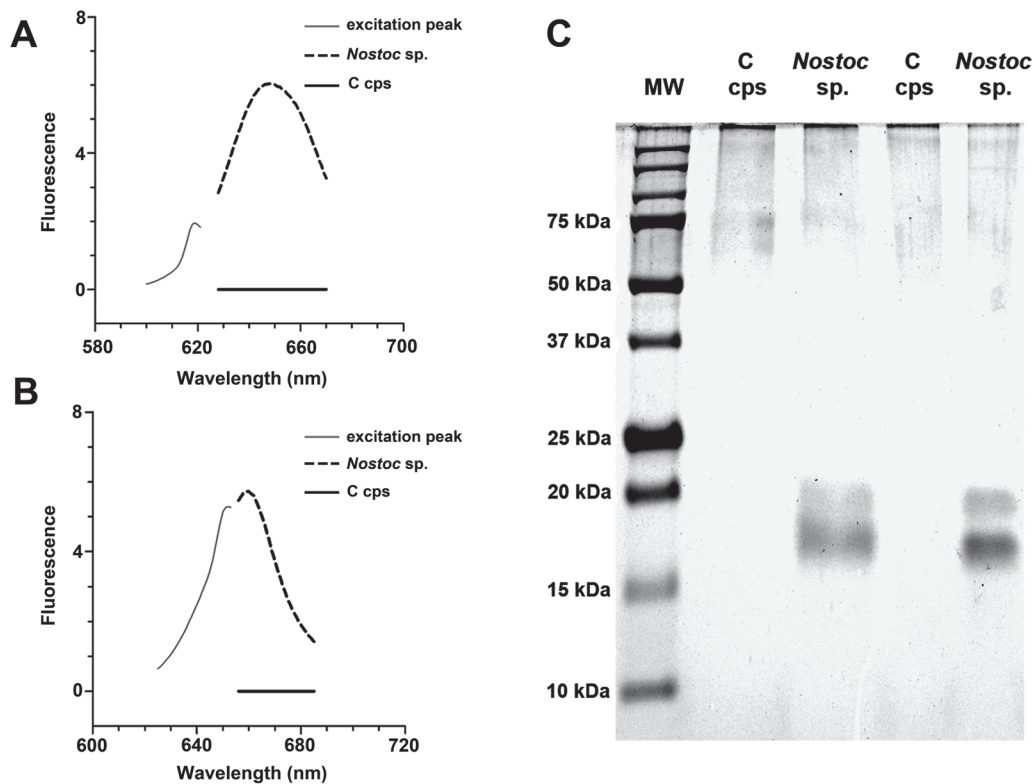 A
8
4
0
580
620
660
700
Fluorescence
Wavelength (nm)
excitation peak
Nostoc sp.
C cps
B
8
4
0
600
640
680
720
Fluorescence
Wavelength (nm)
excitation peak
Nostoc sp.
C cps
C
MW
C
cps
Nostoc
sp.
C
cps
Nostoc
sp.
75 kDa
50 kDa
37 kDa
25 kDa
20 kDa
15 kDa
10 kDa